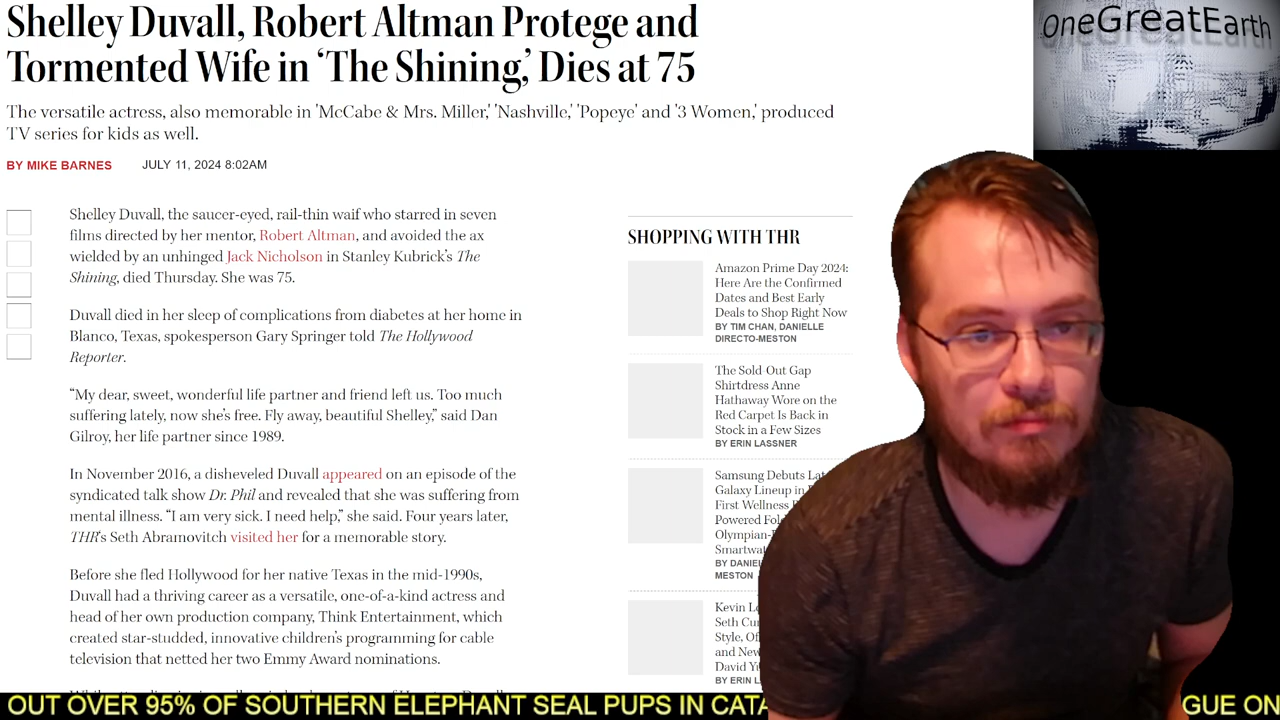 Shelley Duvall, Robert Altman Protege and
Tormented Wife in ‘The Shining,’ Dies at 75
The versatile actress, also memorable in 'McCabe & Mrs. Miller,' 'Nashville,' 'Popeye' and '3 Women,' produced
TV series for kids as well.
BY MIKE BARNES JULY 11, 2024 8:02AM
Shelley Duvall, the saucer-eyed, rail-thin waif who starred in seven
films directed by her mentor, Robert Altman, and avoided the ax
wielded by an unhinged Jack Nicholson in Stanley Kubrick’s The
Shining, died Thursday. She was 75.
Duvall died in her sleep of complications from diabetes at her home in
Blanco, Texas, spokesperson Gary Springer told The Hollywood
Reporter.
“My dear, sweet, wonderful life partner and friend left us. Too much
suffering lately, now she’s free. Fly away, beautiful Shelley,” said Dan
Gilroy, her life partner since 1989.
In November 2016, a disheveled Duvall appeared on an episode of the
syndicated talk show Dr. Phil and revealed that she was suffering from
mental illness. “I am very sick. I need help,” she said. Four years later,
THR’s Seth Abramovitch visited her for a memorable story.
Before she fled Hollywood for her native Texas in the mid-1990s,
Duvall had a thriving career as a versatile, one-of-a-kind actress and
head of her own production company, Think Entertainment, which
created star-studded, innovative children’s programming for cable
television that netted her two Emmy Award nominations.
SHOPPING WITH THR
Amazon Prime Day 2024:
Here Are the Confirmed
Dates and Best Early
Deals to Shop Right Now
BY TIM CHAN, DANIELLE
DIRECTO-MESTON
The Sold-Out Gap
Shirtdress Anne
Hathaway Wore on the
Red Carpet Is Back in
Stock in a Few Sizes
BY ERIN LASSNER
Samsung Debuts
Galaxy Lineup in
First Wellness
Powered
Olympian-
BY
MESTON
Kevin
Seth
Style,
and New
David
BY ERIN
OneGreatEarth
OUT OVER 95% OF SOUTHERN ELEPHANT SEAL PUPS IN CATA GUE ON